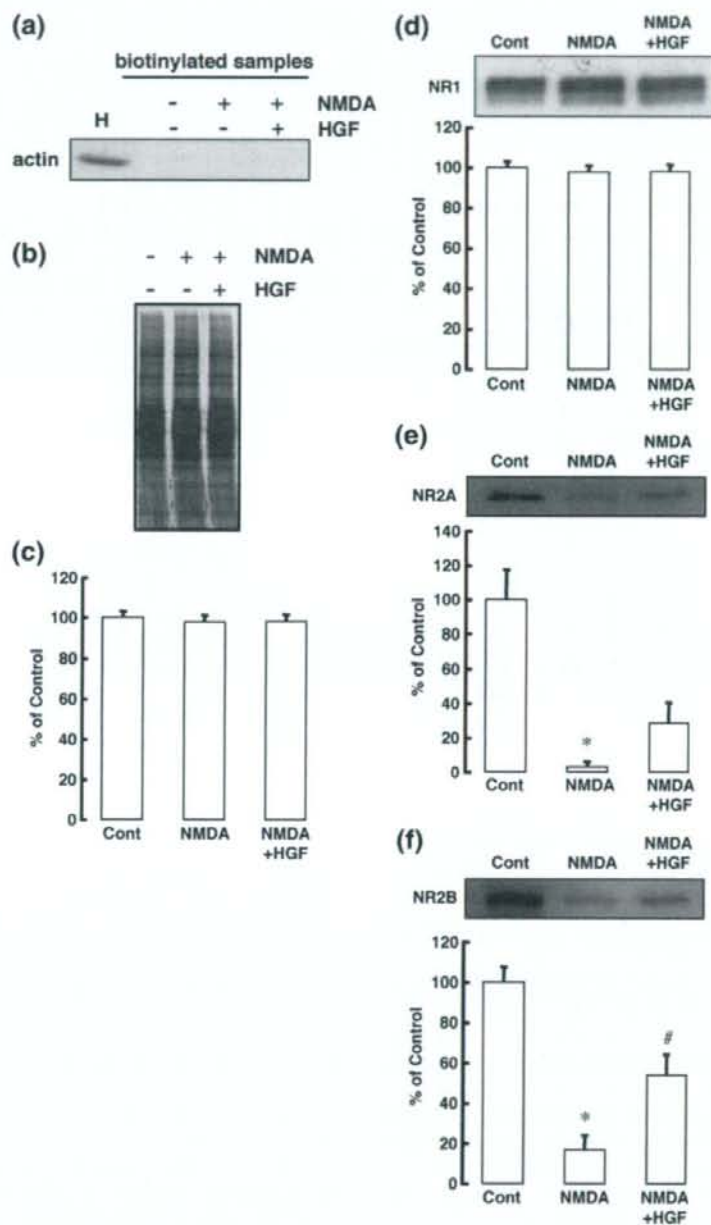 (a)
biotinylated samples
- + + NMDA
H - - + HGF
actin
(b)
- + + NMDA
- - + HGF
(c)
120
100
80
60
40
20
0
% of Control
Cont NMDA NMDA
+HGF
(d)
Cont NMDA NMDA
+HGF
NR1
120
100
80
60
40
20
0
% of Control
Cont NMDA NMDA
+HGF
(e)
Cont NMDA NMDA
+HGF
NR2A
140
120
100
80
60
40
20
0
% of Control
*
Cont NMDA NMDA
+HGF
(f)
Cont NMDA NMDA
+HGF
NR2B
120
100
80
60
40
20
0
% of Control
*
#
Cont NMDA NMDA
+HGF